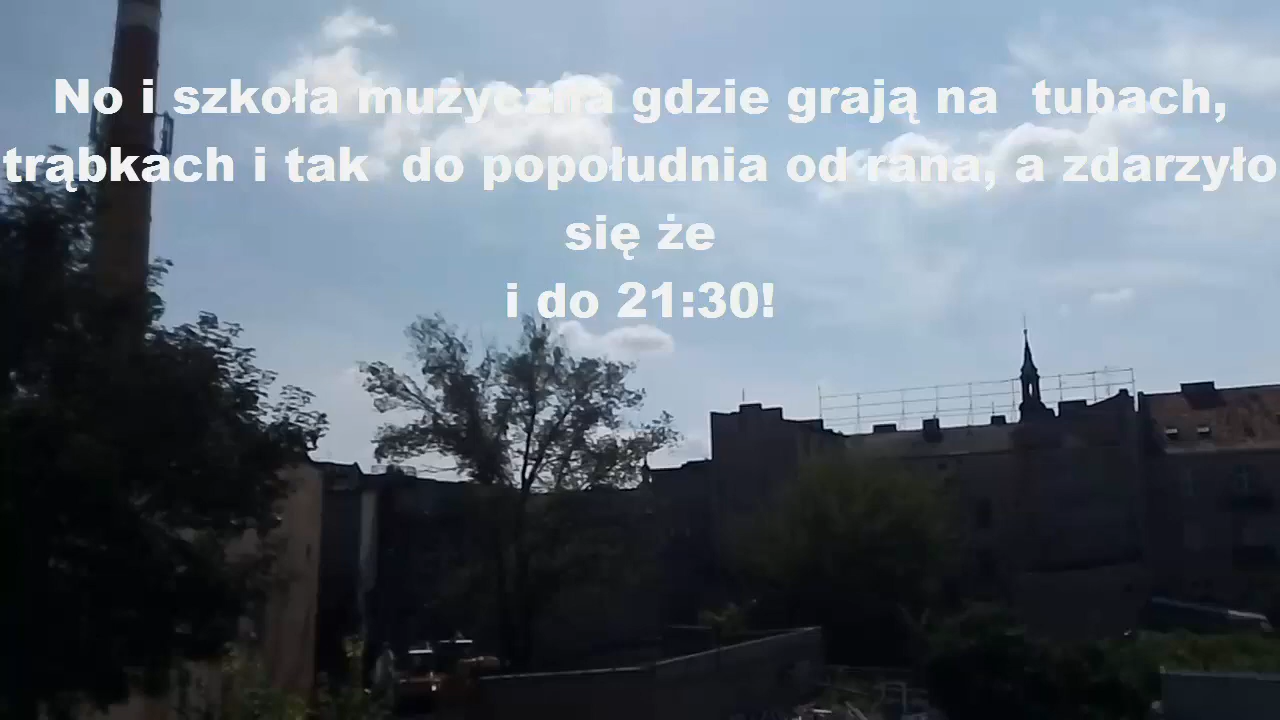 No i szkoła muzyczna gdzie grają na  tubach,
trąbkach i tak  do popołudnia od rana, a zdarzyło
się że
i do 21:30!